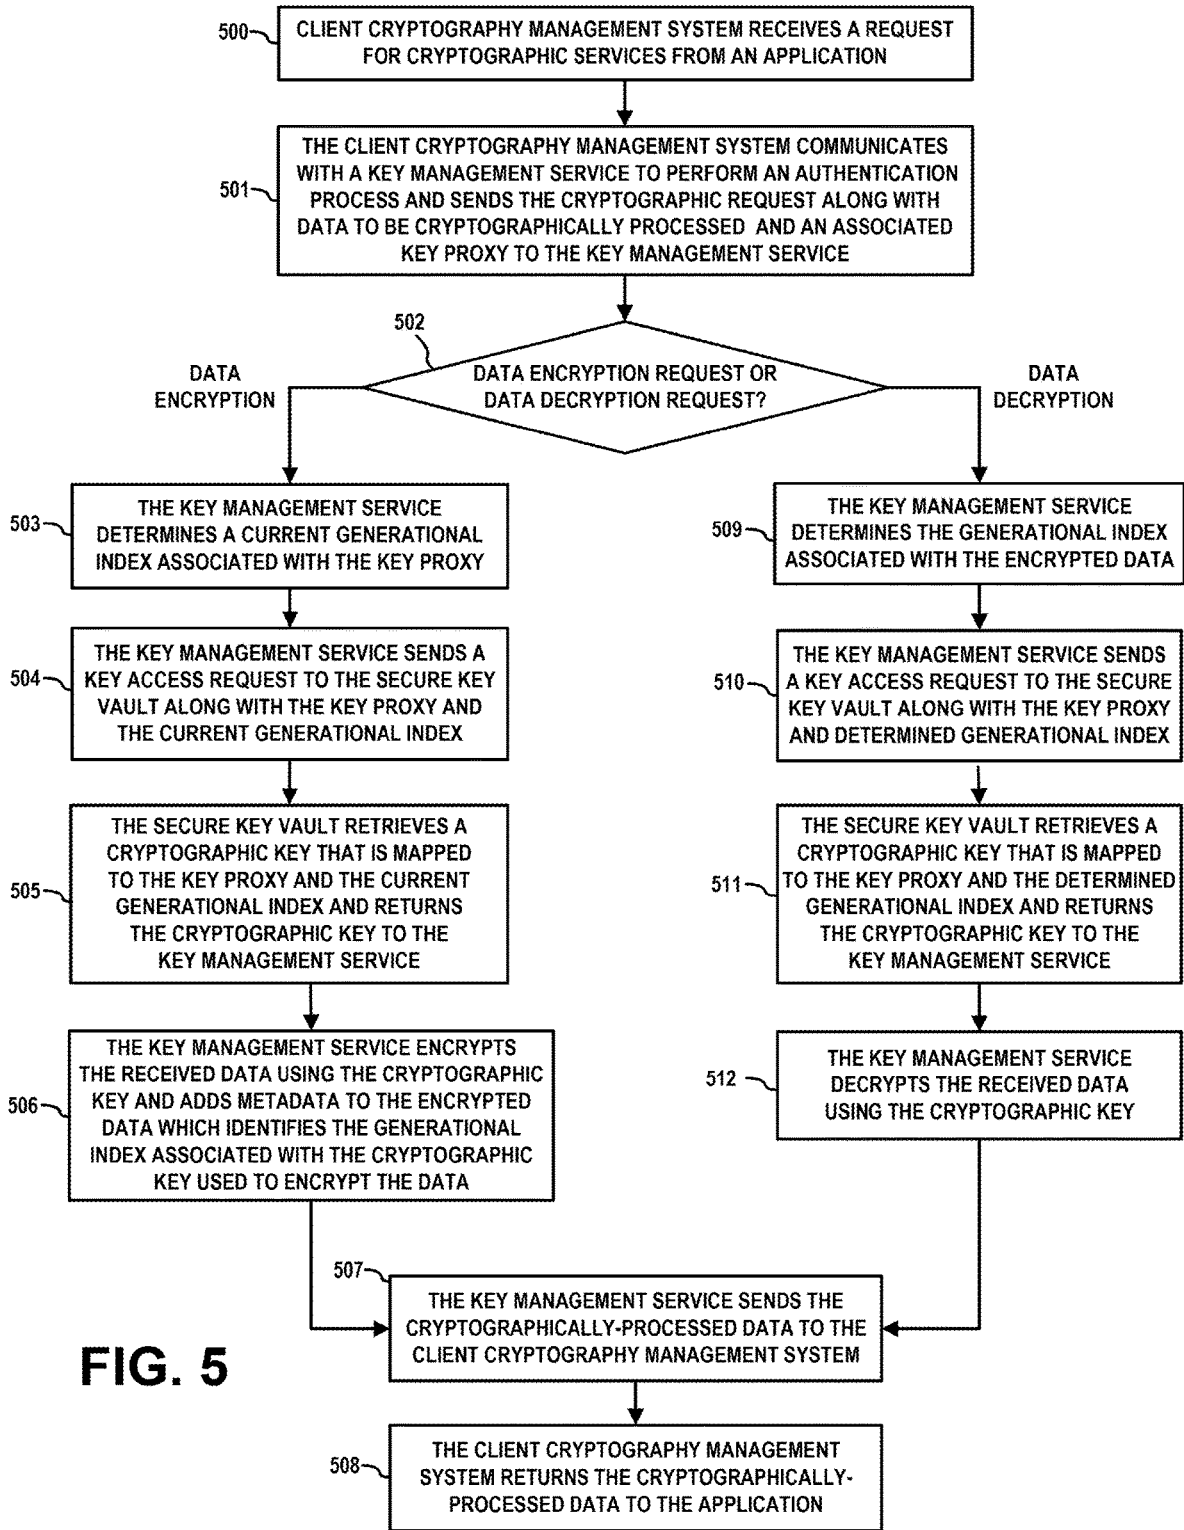 500
CLIENT CRYPTOGRAPHY MANAGEMENT SYSTEM RECEIVES A REQUEST
FOR CRYPTOGRAPHIC SERVICES FROM AN APPLICATION
501
THE CLIENT CRYPTOGRAPHY MANAGEMENT SYSTEM COMMUNICATES
WITH A KEY MANAGEMENT SERVICE TO PERFORM AN AUTHENTICATION
PROCESS AND SENDS THE CRYPTOGRAPHIC REQUEST ALONG WITH
DATA TO BE CRYPTOGRAPHICALLY PROCESSED AND AN ASSOCIATED
KEY PROXY TO THE KEY MANAGEMENT SERVICE
502
DATA ENCRYPTION REQUEST OR
DATA DECRYPTION REQUEST?
DATA
ENCRYPTION
DATA
DECRYPTION
503
THE KEY MANAGEMENT SERVICE
DETERMINES A CURRENT GENERATIONAL
INDEX ASSOCIATED WITH THE KEY PROXY
504
THE KEY MANAGEMENT SERVICE SENDS A
KEY ACCESS REQUEST TO THE SECURE KEY
VAULT ALONG WITH THE KEY PROXY AND
THE CURRENT GENERATIONAL INDEX
505
THE SECURE KEY VAULT RETRIEVES A
CRYPTOGRAPHIC KEY THAT IS MAPPED
TO THE KEY PROXY AND THE CURRENT
GENERATIONAL INDEX AND RETURNS
THE CRYPTOGRAPHIC KEY TO THE
KEY MANAGEMENT SERVICE
506
THE KEY MANAGEMENT SERVICE ENCRYPTS
THE RECEIVED DATA USING THE CRYPTOGRAPHIC
KEY AND ADDS METADATA TO THE ENCRYPTED
DATA WHICH IDENTIFIES THE GENERATIONAL
INDEX ASSOCIATED WITH THE CRYPTOGRAPHIC
KEY USED TO ENCRYPT THE DATA
509
THE KEY MANAGEMENT SERVICE
DETERMINES THE GENERATIONAL INDEX
ASSOCIATED WITH THE ENCRYPTED DATA
510
THE KEY MANAGEMENT SERVICE SENDS
A KEY ACCESS REQUEST TO THE SECURE
KEY VAULT ALONG WITH THE KEY PROXY
AND DETERMINED GENERATIONAL INDEX
511
THE SECURE KEY VAULT RETRIEVES A
CRYPTOGRAPHIC KEY THAT IS MAPPED
TO THE KEY PROXY AND THE DETERMINED
GENERATIONAL INDEX AND RETURNS
THE CRYPTOGRAPHIC KEY TO THE
KEY MANAGEMENT SERVICE
512
THE KEY MANAGEMENT SERVICE
DECRYPTS THE RECEIVED DATA
USING THE CRYPTOGRAPHIC KEY
507
THE KEY MANAGEMENT SERVICE SENDS THE
CRYPTOGRAPHICALLY-PROCESSED DATA TO THE
CLIENT CRYPTOGRAPHY MANAGEMENT SYSTEM
FIG. 5
508
THE CLIENT CRYPTOGRAPHY MANAGEMENT
SYSTEM RETURNS THE CRYPTOGRAPHICALLY-
PROCESSED DATA TO THE APPLICATION